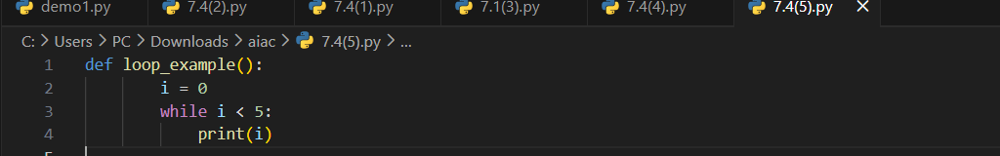 demo1.py 7.4(2).py 7.4(1).py 7.1(3).py 7.4(4).py 7.4(5).py ×
C: > Users > PC > Downloads > aiac > 7.4(5).py > ...
1 def loop_example():
2         i = 0
3         while i < 5:
4             print(i)
5